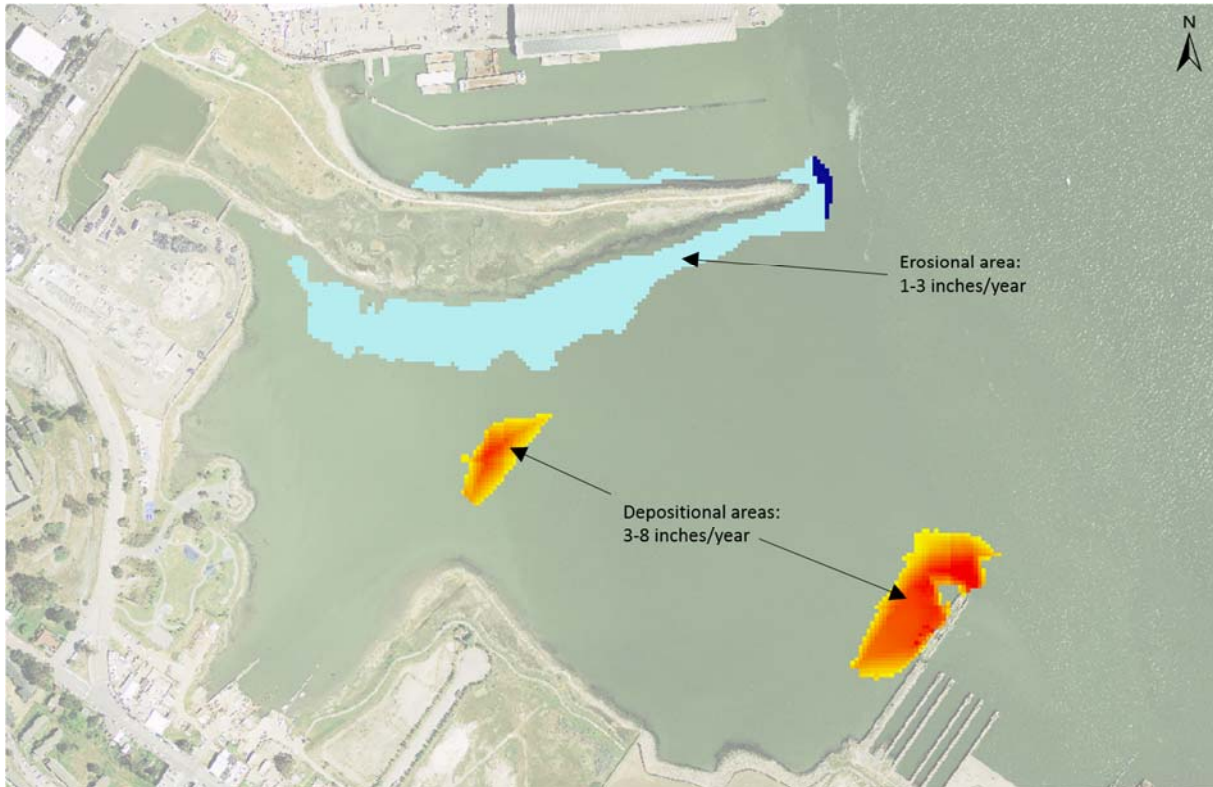 N
Erosional area:
1-3 inches/year
Depositional areas:
3-8 inches/year